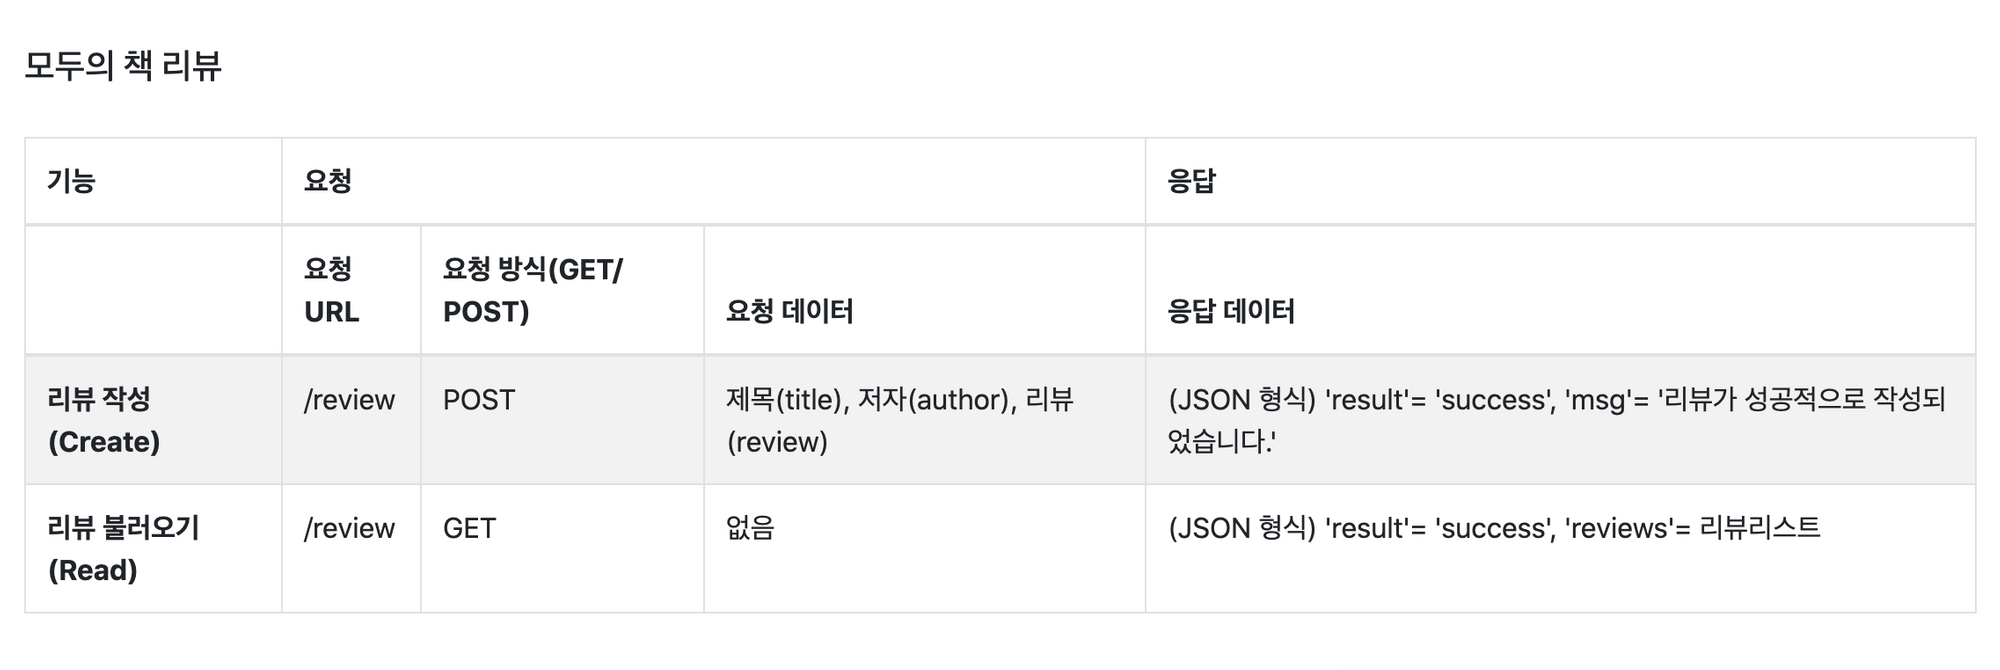 모두의 책 리뷰
기능 요청 응답
요청 URL 요청 방식(GET/POST) 요청 데이터 응답 데이터
리뷰 작성 /review POST 제목(title), 저자(author), 리뷰 (JSON 형식) 'result'= 'success', 'msg'= '리뷰가 성공적으로 작성되
(Create) (review) 었습니다.'
리뷰 불러오기 /review GET 없음 (JSON 형식) 'result'= 'success', 'reviews'= 리뷰리스트
(Read)